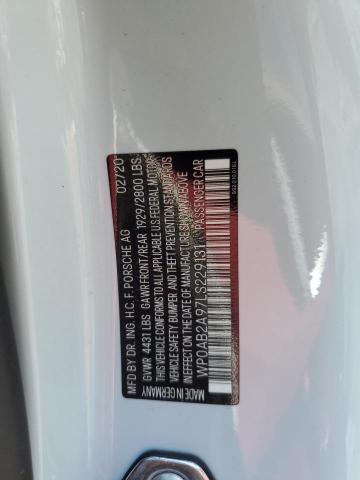 MFD BY DR. ING. H.C. F. PORSCHE AG 02/20
GVWR 4431 LBS GAWR FRONT/REAR 1929/2800 LBS
MADE IN GERMANY
THIS VEHICLE CONFORMS TO ALL APPLICABLE U.S. FEDERAL MOTOR
VEHICLE SAFETY BUMPER AND THEFT PREVENTION STANDARDS
IN EFFECT ON THE DATE OF MANUFACTURE SHOWN ABOVE
WP0AB2A97LS229131 PASSENGER CAR